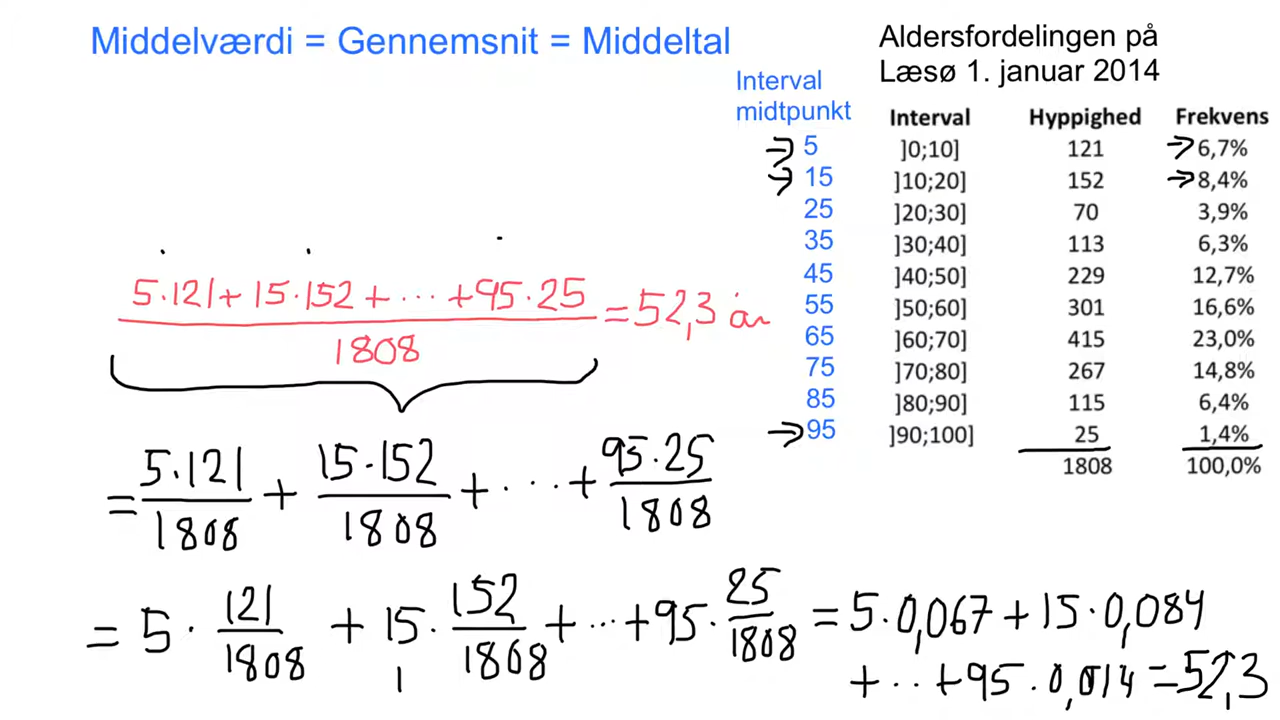 Middelværdi = Gennemsnit = Middeltal
Aldersfordelingen på
Læsø 1. januar 2014
Interval
midtpunkt
Interval Hyppighed Frekvens
→ 5 ]0;10] 121 → 6,7%
→ 15 ]10;20] 152 → 8,4%
25 ]20;30] 70 3,9%
35 ]30;40] 113 6,3%
45 ]40;50] 229 12,7%
55 ]50;60] 301 16,6%
65 ]60;70] 415 23,0%
75 ]70;80] 267 14,8%
85 ]80;90] 115 6,4%
→ 95 ]90;100] 25 1,4%
1808 100,0%
5·121+15·152+···+95·25
=52,3 år
1808
5·121 15·152 95·25
= + +···+
1808 1808 1808
121 152 25
= 5· + 15· +···+95· =5·0,067+15·0,084
1808 1808 1808
+··+95·0,014=52,3